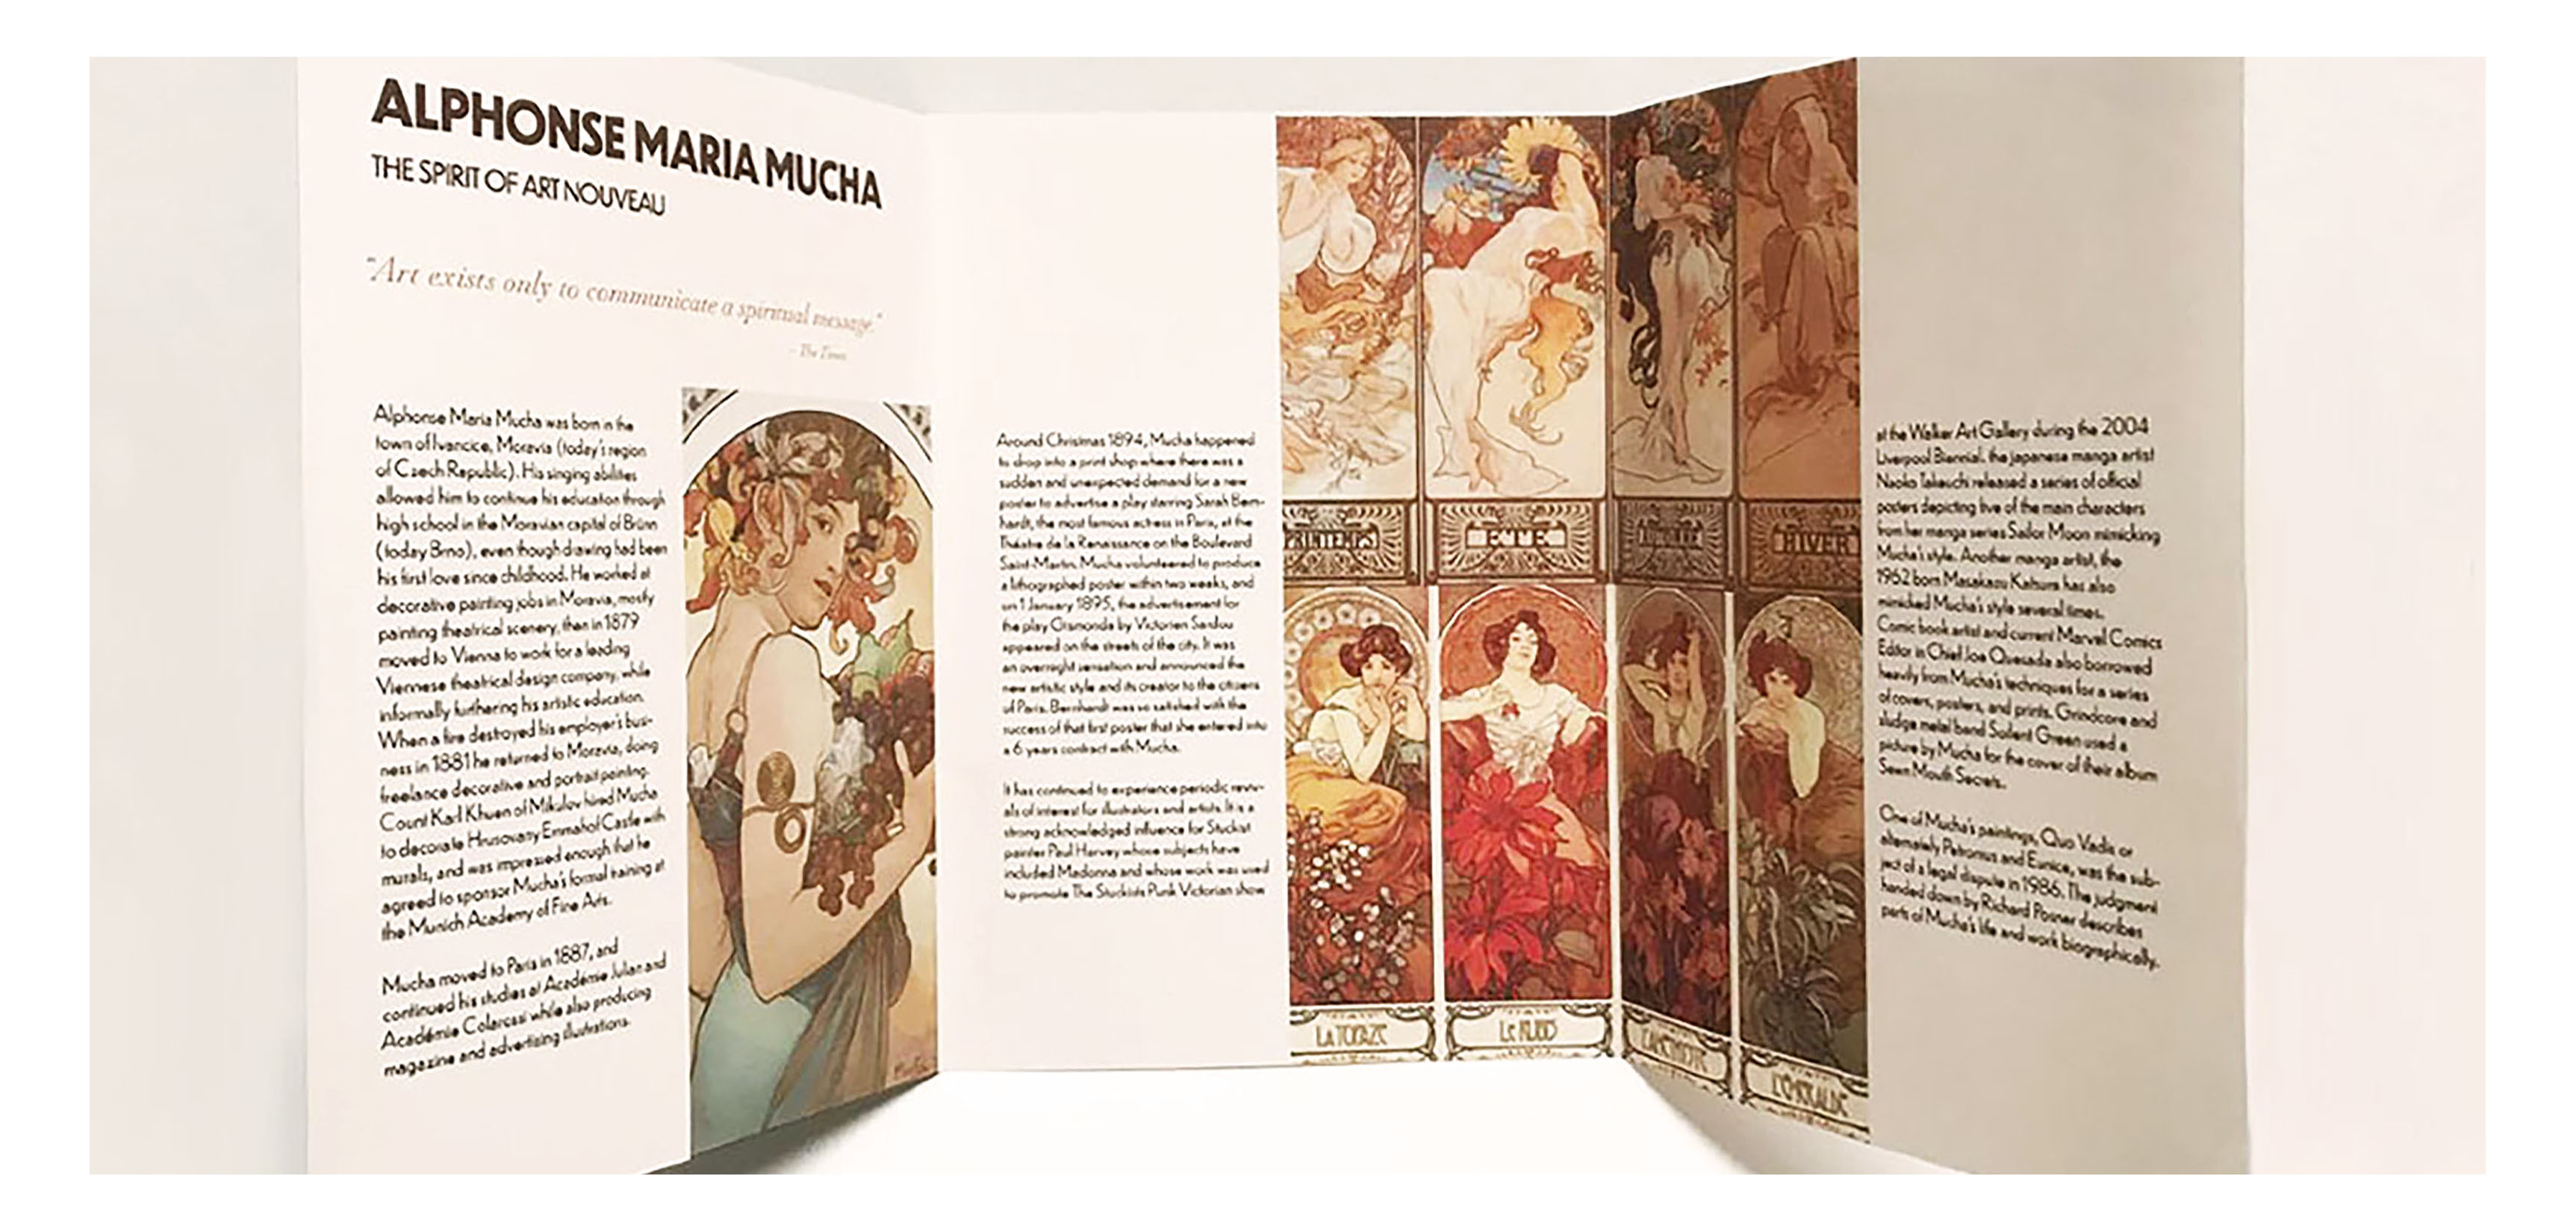 ALPHONSE MARIA MUCHA
THE SPIRIT OF ART NOUVEAU
"Art exists only to communicate a spiritual message."
- The Times
Alphonse Maria Mucha was born in the
town of Ivancice, Moravia (today's region
of Czech Republic). His singing abilities
allowed him to continue his education through
high school in the Moravian capital of Brünn
(today Brno), even though drawing had been
his first love since childhood. He worked at
decorative painting jobs in Moravia, mostly
painting theatrical scenery, then in 1879
moved to Vienna to work for a leading
Viennese theatrical design company, while
informally furthering his artistic education.
When a fire destroyed his employer's busi-
ness in 1881 he returned to Moravia, doing
freelance decorative and portrait painting.
Count Karl Khuen of Mikulov hired Mucha
to decorate Hrusovany Emmahof Castle with
murals, and was impressed enough that he
agreed to sponsor Mucha's formal training at
the Munich Academy of Fine Arts.
Mucha moved to Paris in 1887, and
continued his studies at Académie Julian and
Académie Colarossi while also producing
magazine and advertising illustrations.
Mucha
Around Christmas 1894, Mucha happened
to drop into a print shop where there was a
sudden and unexpected demand for a new
poster to advertise a play starring Sarah Bern-
hardt, the most famous actress in Paris, at the
Théatre de la Renaissance on the Boulevard
Saint-Martin. Mucha volunteered to produce
a lithographed poster within two weeks, and
on 1 January 1895, the advertisement for
the play Gismonda by Victorien Sardou
appeared on the streets of the city. It was
an overnight sensation and announced the
new artistic style and its creator to the citizens
of Paris. Bernhardt was so satisfied with the
success of that first poster that she entered into
a 6 years contract with Mucha.
It has continued to experience periodic reviv-
als of interest for illustrators and artists. It is a
strong acknowledged influence for Stuckist
painter Paul Harvey whose subjects have
included Madonna and whose work was used
to promote The Stuckists Punk Victorian show
PRINTEMPS
ETE
HIVER
LA TOPAZE
LE RUBIS
L'AMETHYSTE
L'EMERAUDE
at the Walker Art Gallery during the 2004
Liverpool Biennial. the japanese manga artist
Naoko Takeuchi released a series of official
posters depicting five of the main characters
from her manga series Sailor Moon mimicking
Mucha's style. Another manga artist, the
1962 born Masakazu Katsura has also
mimicked Mucha's style several times.
Comic book artist and current Marvel Comics
Editor in Chief Joe Quesada also borrowed
heavily from Mucha's techniques for a series
of covers, posters, and prints. Grindcore and
sludge metal band Soilent Green used a
picture by Mucha for the cover of their album
Sewn Mouth Secrets.
One of Mucha's paintings, Quo Vadis or
alternately Petronius and Eunice, was the sub-
ject of a legal dispute in 1986. The judgment
handed down by Richard Posner describes
parts of Mucha's life and work biographically.